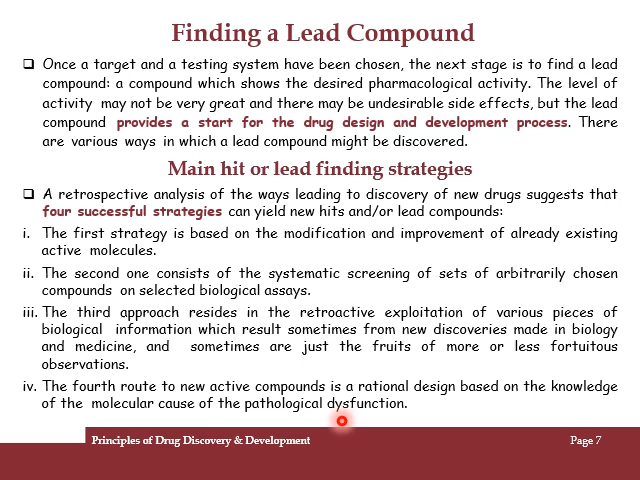 Finding a Lead Compound
❑ Once a target and a testing system have been chosen, the next stage is to find a lead
compound: a compound which shows the desired pharmacological activity. The level of
activity may not be very great and there may be undesirable side effects, but the lead
compound provides a start for the drug design and development process. There
are various ways in which a lead compound might be discovered.
Main hit or lead finding strategies
❑ A retrospective analysis of the ways leading to discovery of new drugs suggests that
four successful strategies can yield new hits and/or lead compounds:
i. The first strategy is based on the modification and improvement of already existing
active molecules.
ii. The second one consists of the systematic screening of sets of arbitrarily chosen
compounds on selected biological assays.
iii. The third approach resides in the retroactive exploitation of various pieces of
biological information which result sometimes from new discoveries made in biology
and medicine, and sometimes are just the fruits of more or less fortuitous
observations.
iv. The fourth route to new active compounds is a rational design based on the knowledge
of the molecular cause of the pathological dysfunction.
Principles of Drug Discovery & Development Page 7